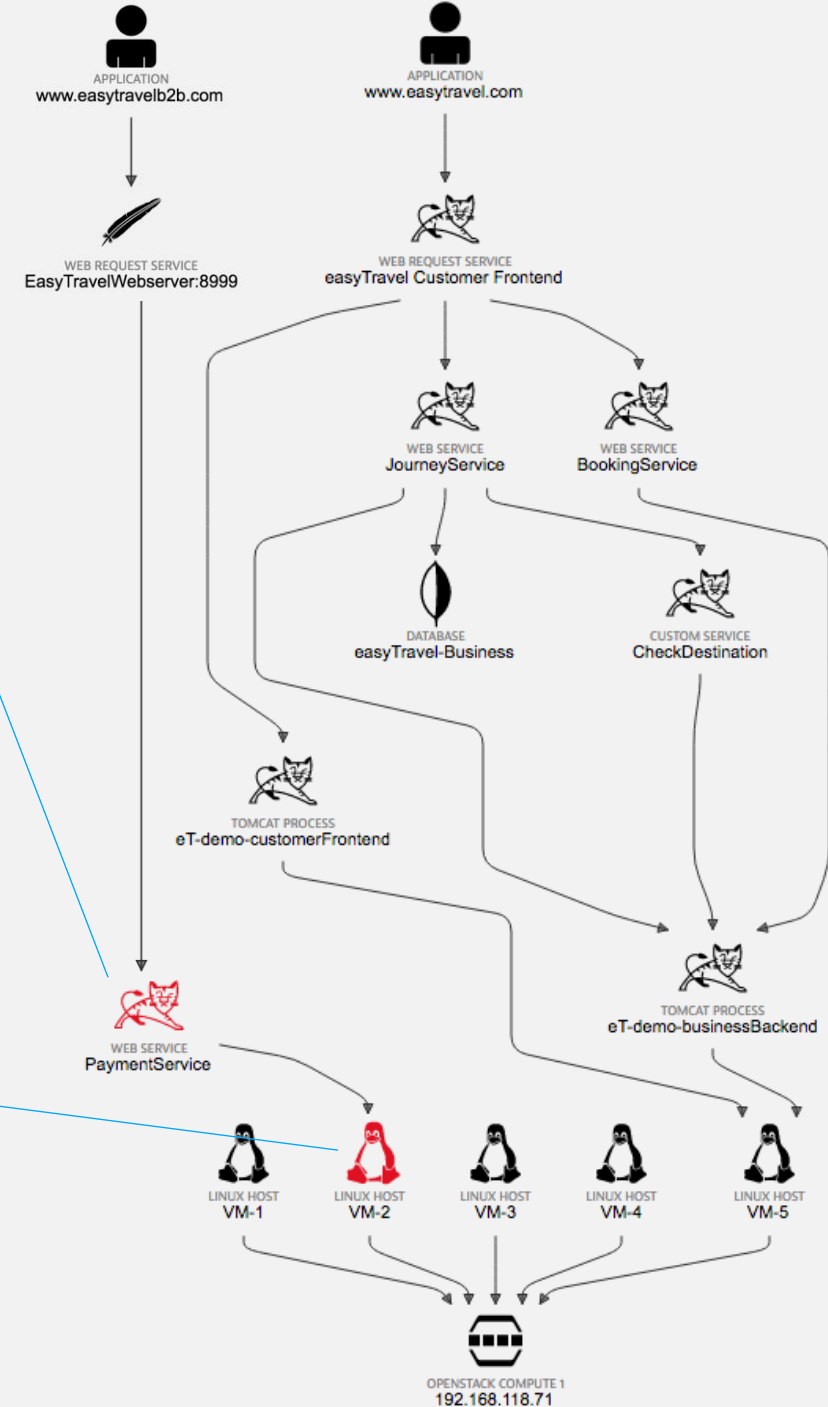 APPLICATION
www.easytravelb2b.com
APPLICATION
www.easytravel.com
WEB REQUEST SERVICE
EasyTravelWebserver:8999
WEB REQUEST SERVICE
easyTravel Customer Frontend
WEB SERVICE
JourneyService
WEB SERVICE
BookingService
DATABASE
easyTravel-Business
CUSTOM SERVICE
CheckDestination
TOMCAT PROCESS
eT-demo-customerFrontend
TOMCAT PROCESS
eT-demo-businessBackend
WEB SERVICE
PaymentService
LINUX HOST
VM-1
LINUX HOST
VM-2
LINUX HOST
VM-3
LINUX HOST
VM-4
LINUX HOST
VM-5
OPENSTACK COMPUTE 1
192.168.118.71